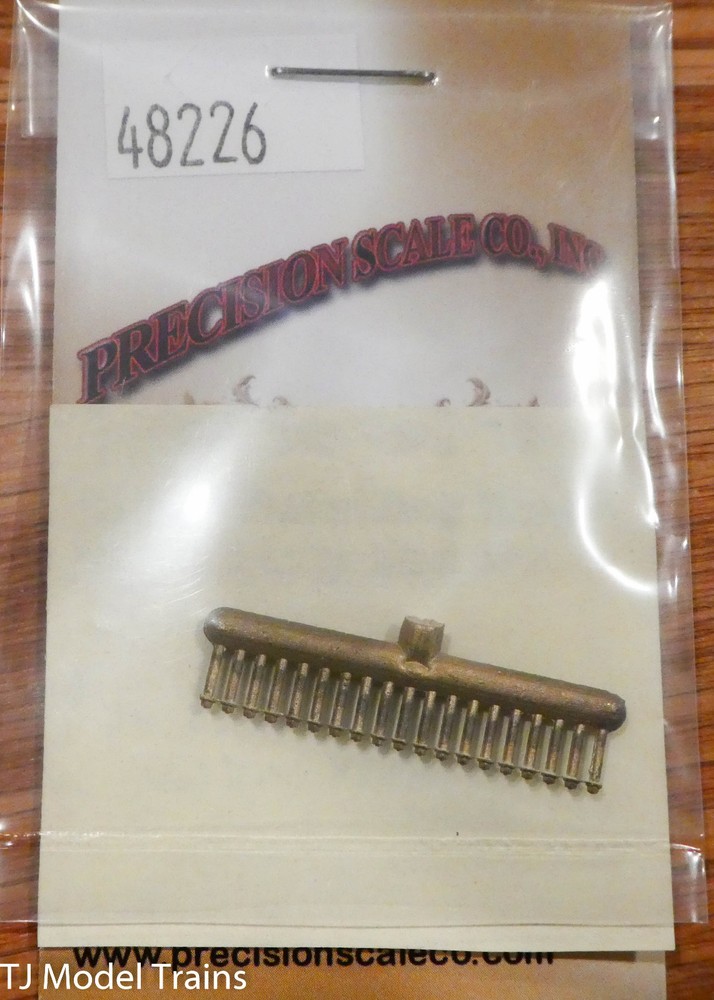 48226
PRECISION SCALE CO., INC.
www.precisionscaleco.com
TJ Model Trains